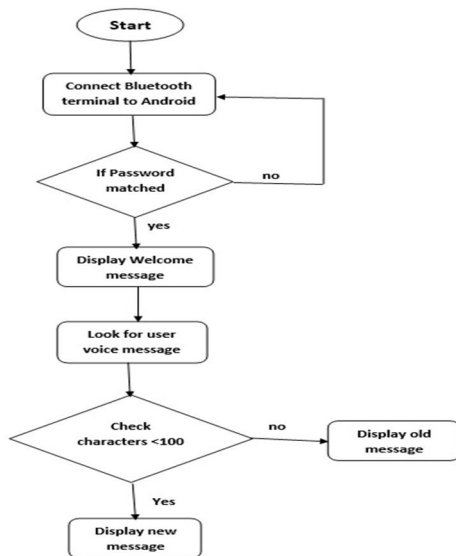 Start
Connect Bluetooth
terminal to Android
If Password
matched
no
yes
Display Welcome
message
Look for user
voice message
Check
characters <100
no
Display old
message
Yes
Display new
message